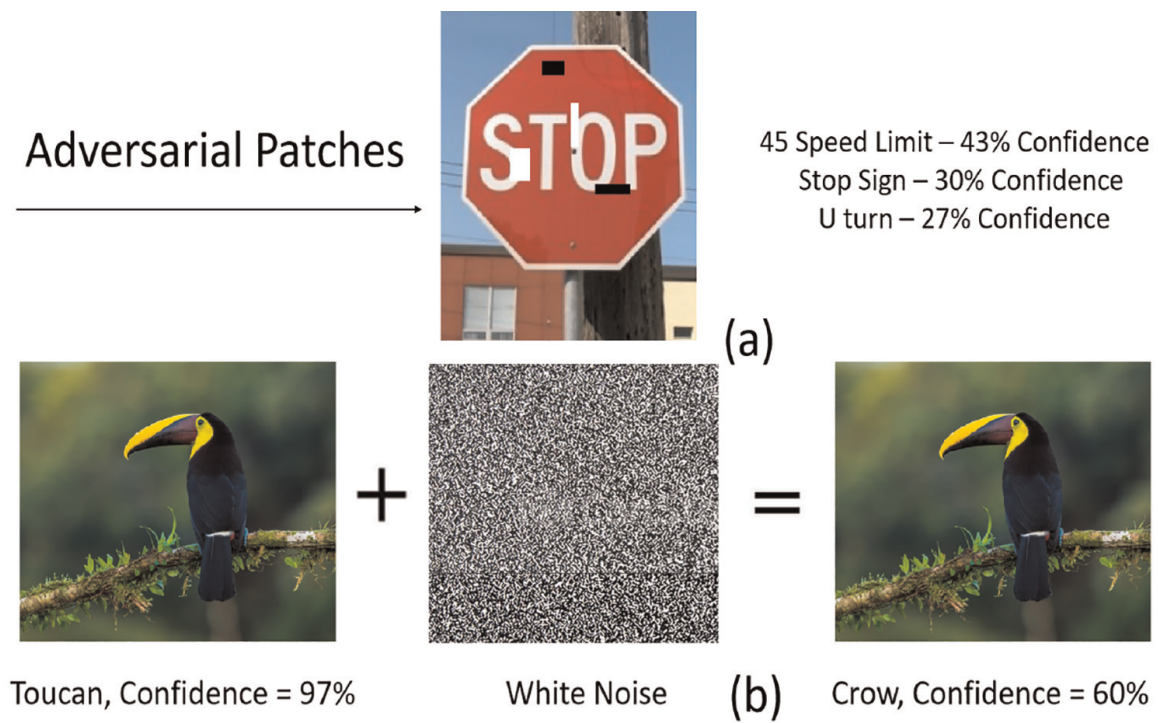 Adversarial Patches
STOP
45 Speed Limit – 43% Confidence
Stop Sign – 30% Confidence
U turn – 27% Confidence
(a)
+
=
Toucan, Confidence = 97%
White Noise
(b)
Crow, Confidence = 60%